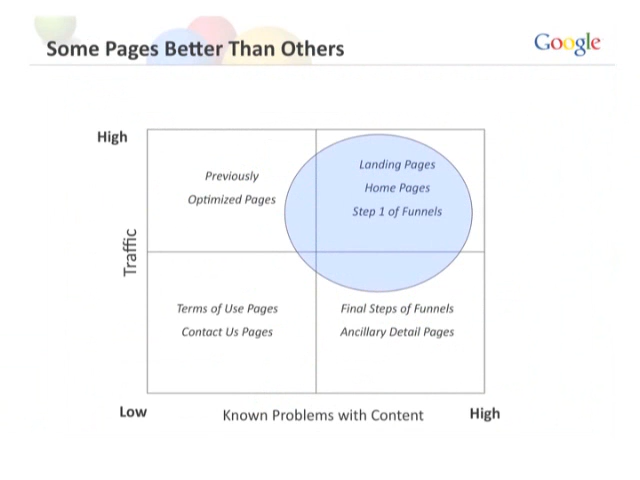 Some Pages Better Than Others
Google
High
Previously
Optimized Pages
Landing Pages
Home Pages
Step 1 of Funnels
Traffic
Terms of Use Pages
Contact Us Pages
Final Steps of Funnels
Ancillary Detail Pages
Low
Known Problems with Content
High